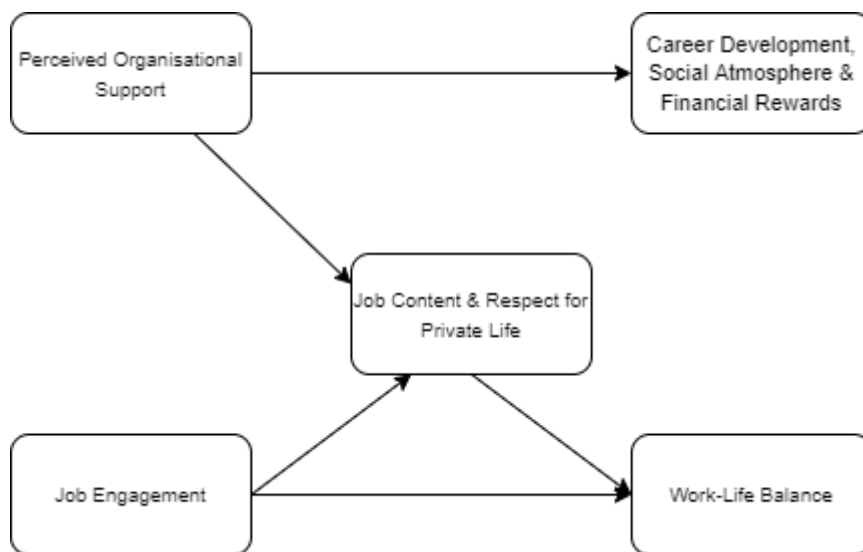 Perceived Organisational
Support
Career Development,
Social Atmosphere &
Financial Rewards
Job Content & Respect for
Private Life
Job Engagement
Work-Life Balance